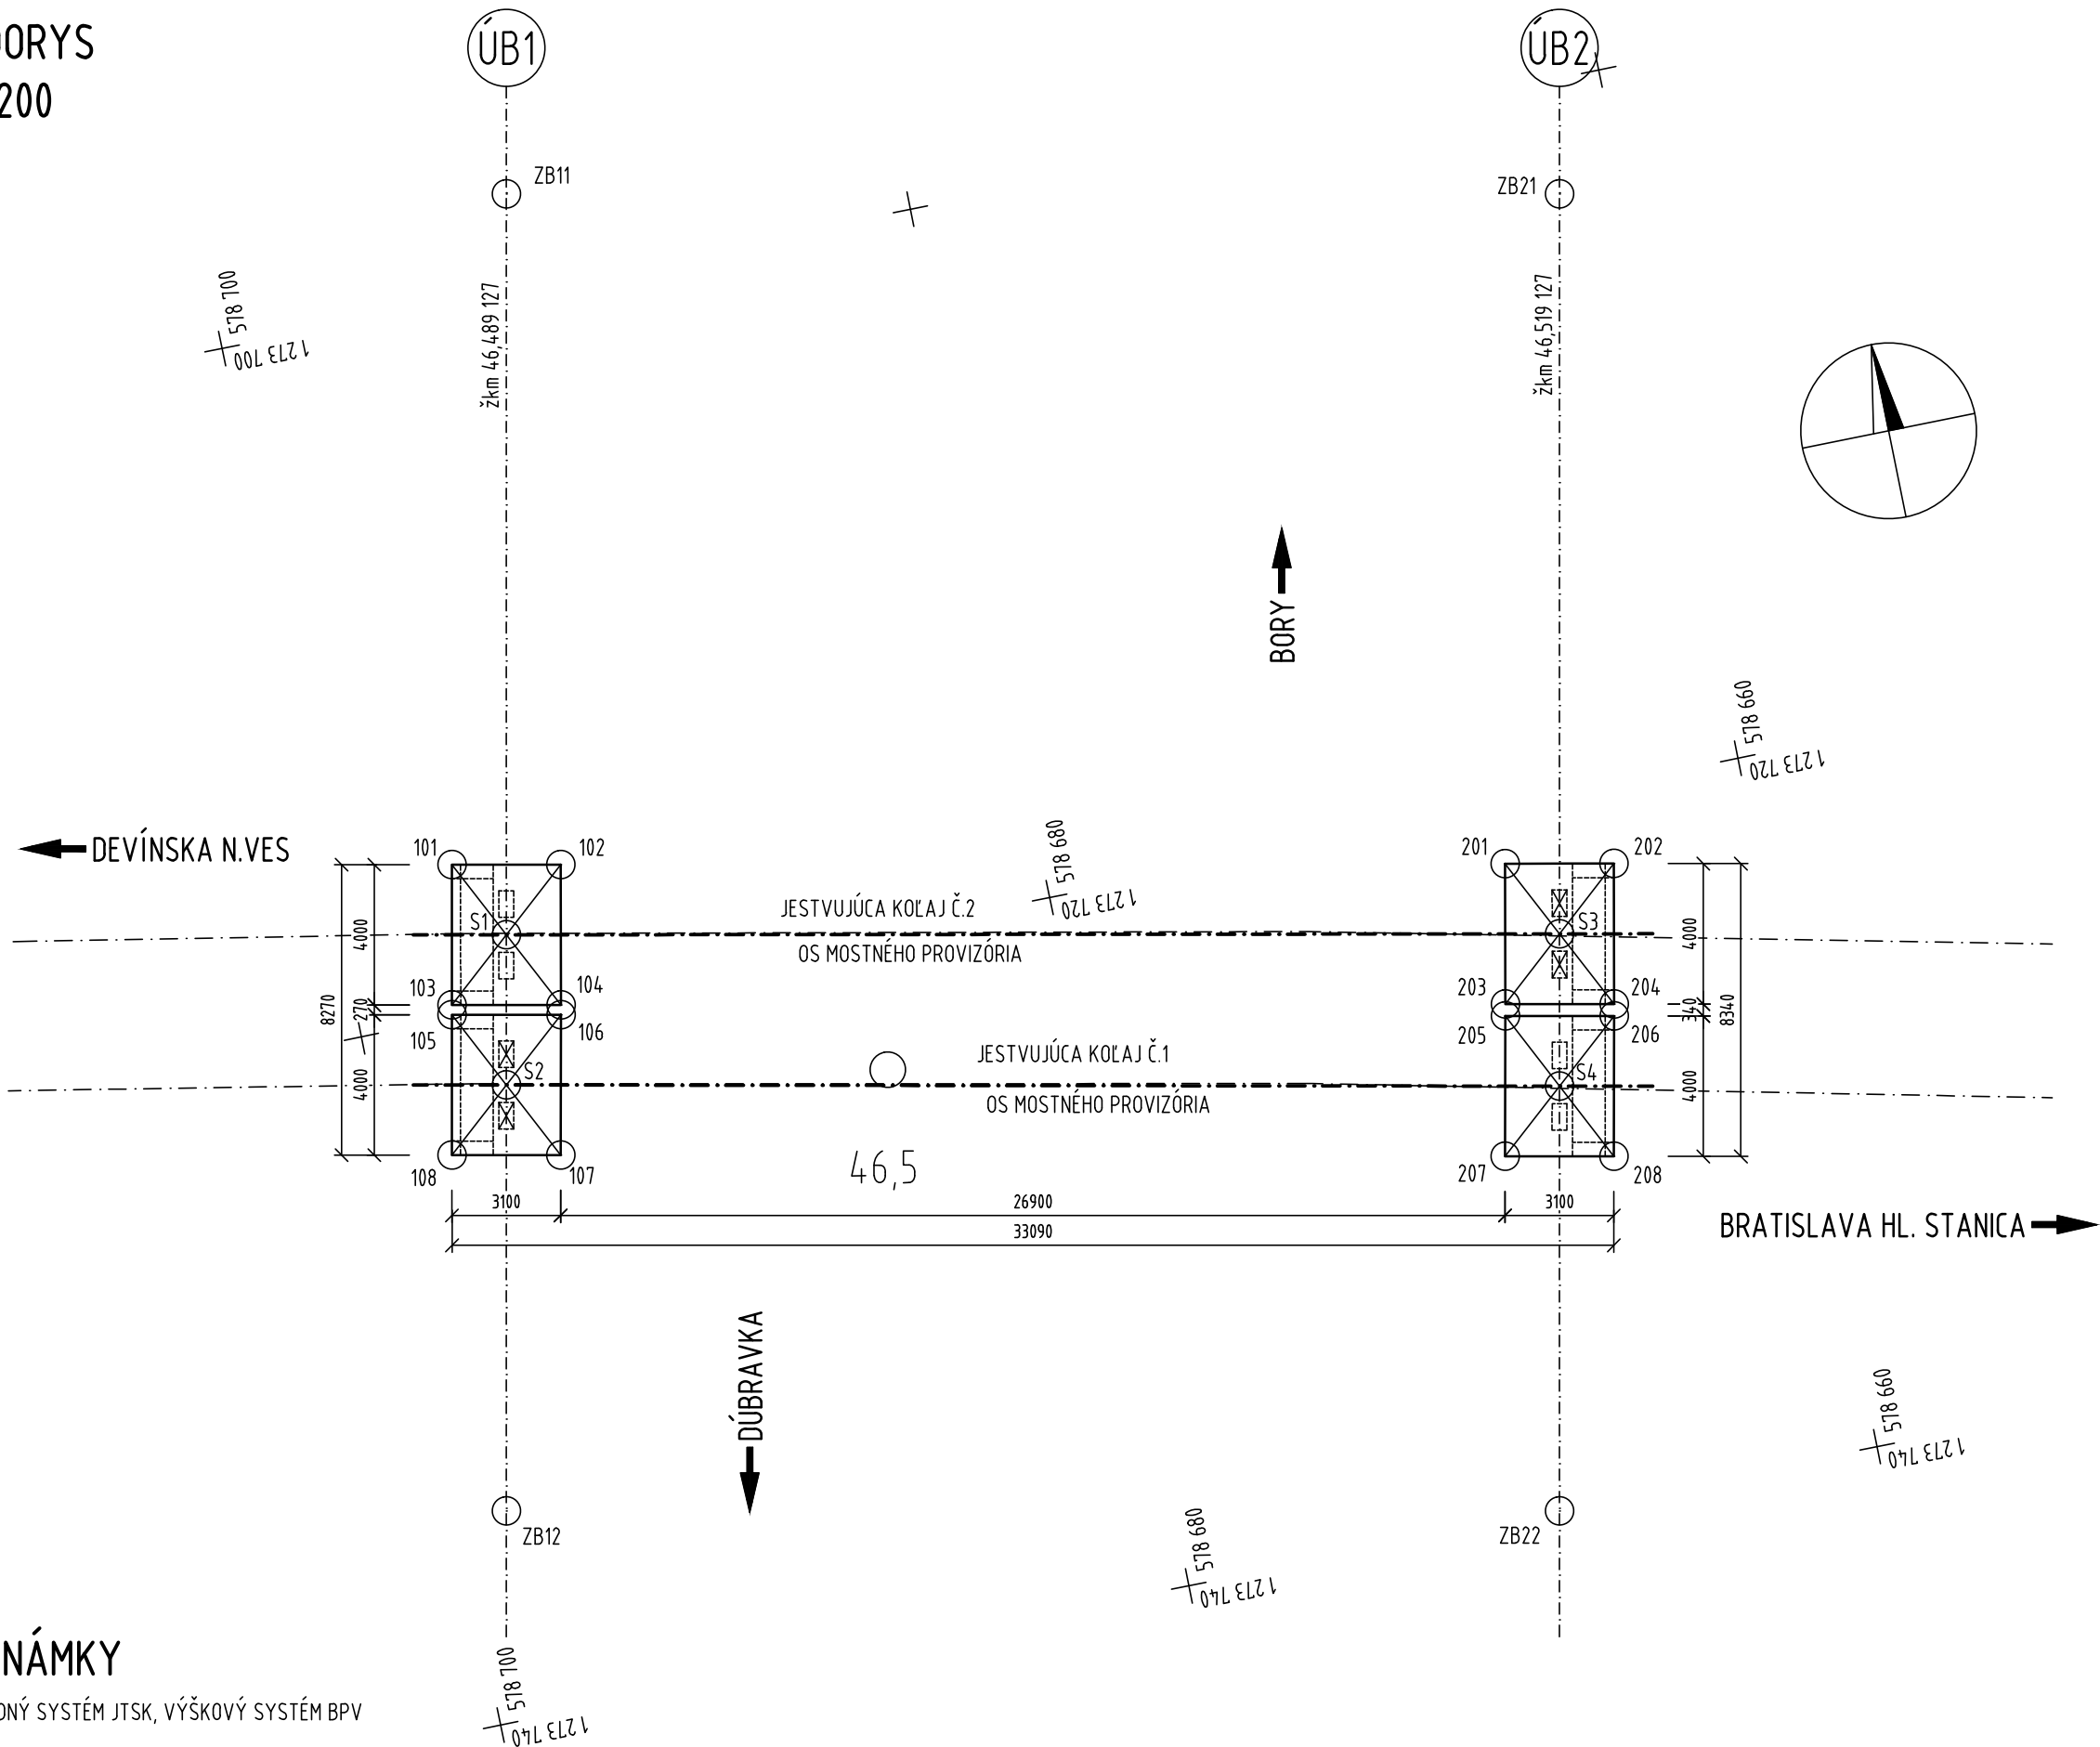 ÚB1
ÚB2
ORYS
200
ZB11
ZB21
578 700
1 273 700
žkm 46,489 127
žkm 46,519 127
BORY
578 660
1 273 720
DEVÍNSKA N.VES
101
102
201
202
578 680
1 273 720
JESTVUJÚCA KOĽAJ Č.2
OS MOSTNÉHO PROVIZÓRIA
S1
S3
4000
4000
103
104
203
204
8270
270
340
8340
105
106
205
206
JESTVUJÚCA KOĽAJ Č.1
OS MOSTNÉHO PROVIZÓRIA
S2
S4
4000
4000
108
107
46,5
207
208
3100
26900
3100
33090
BRATISLAVA HL. STANICA
DÚBRAVKA
578 660
1 273 740
ZB12
ZB22
578 680
1 273 740
NÁMKY
578 700
1 273 740
DNÝ SYSTÉM JTSK, VÝŠKOVÝ SYSTÉM BPV